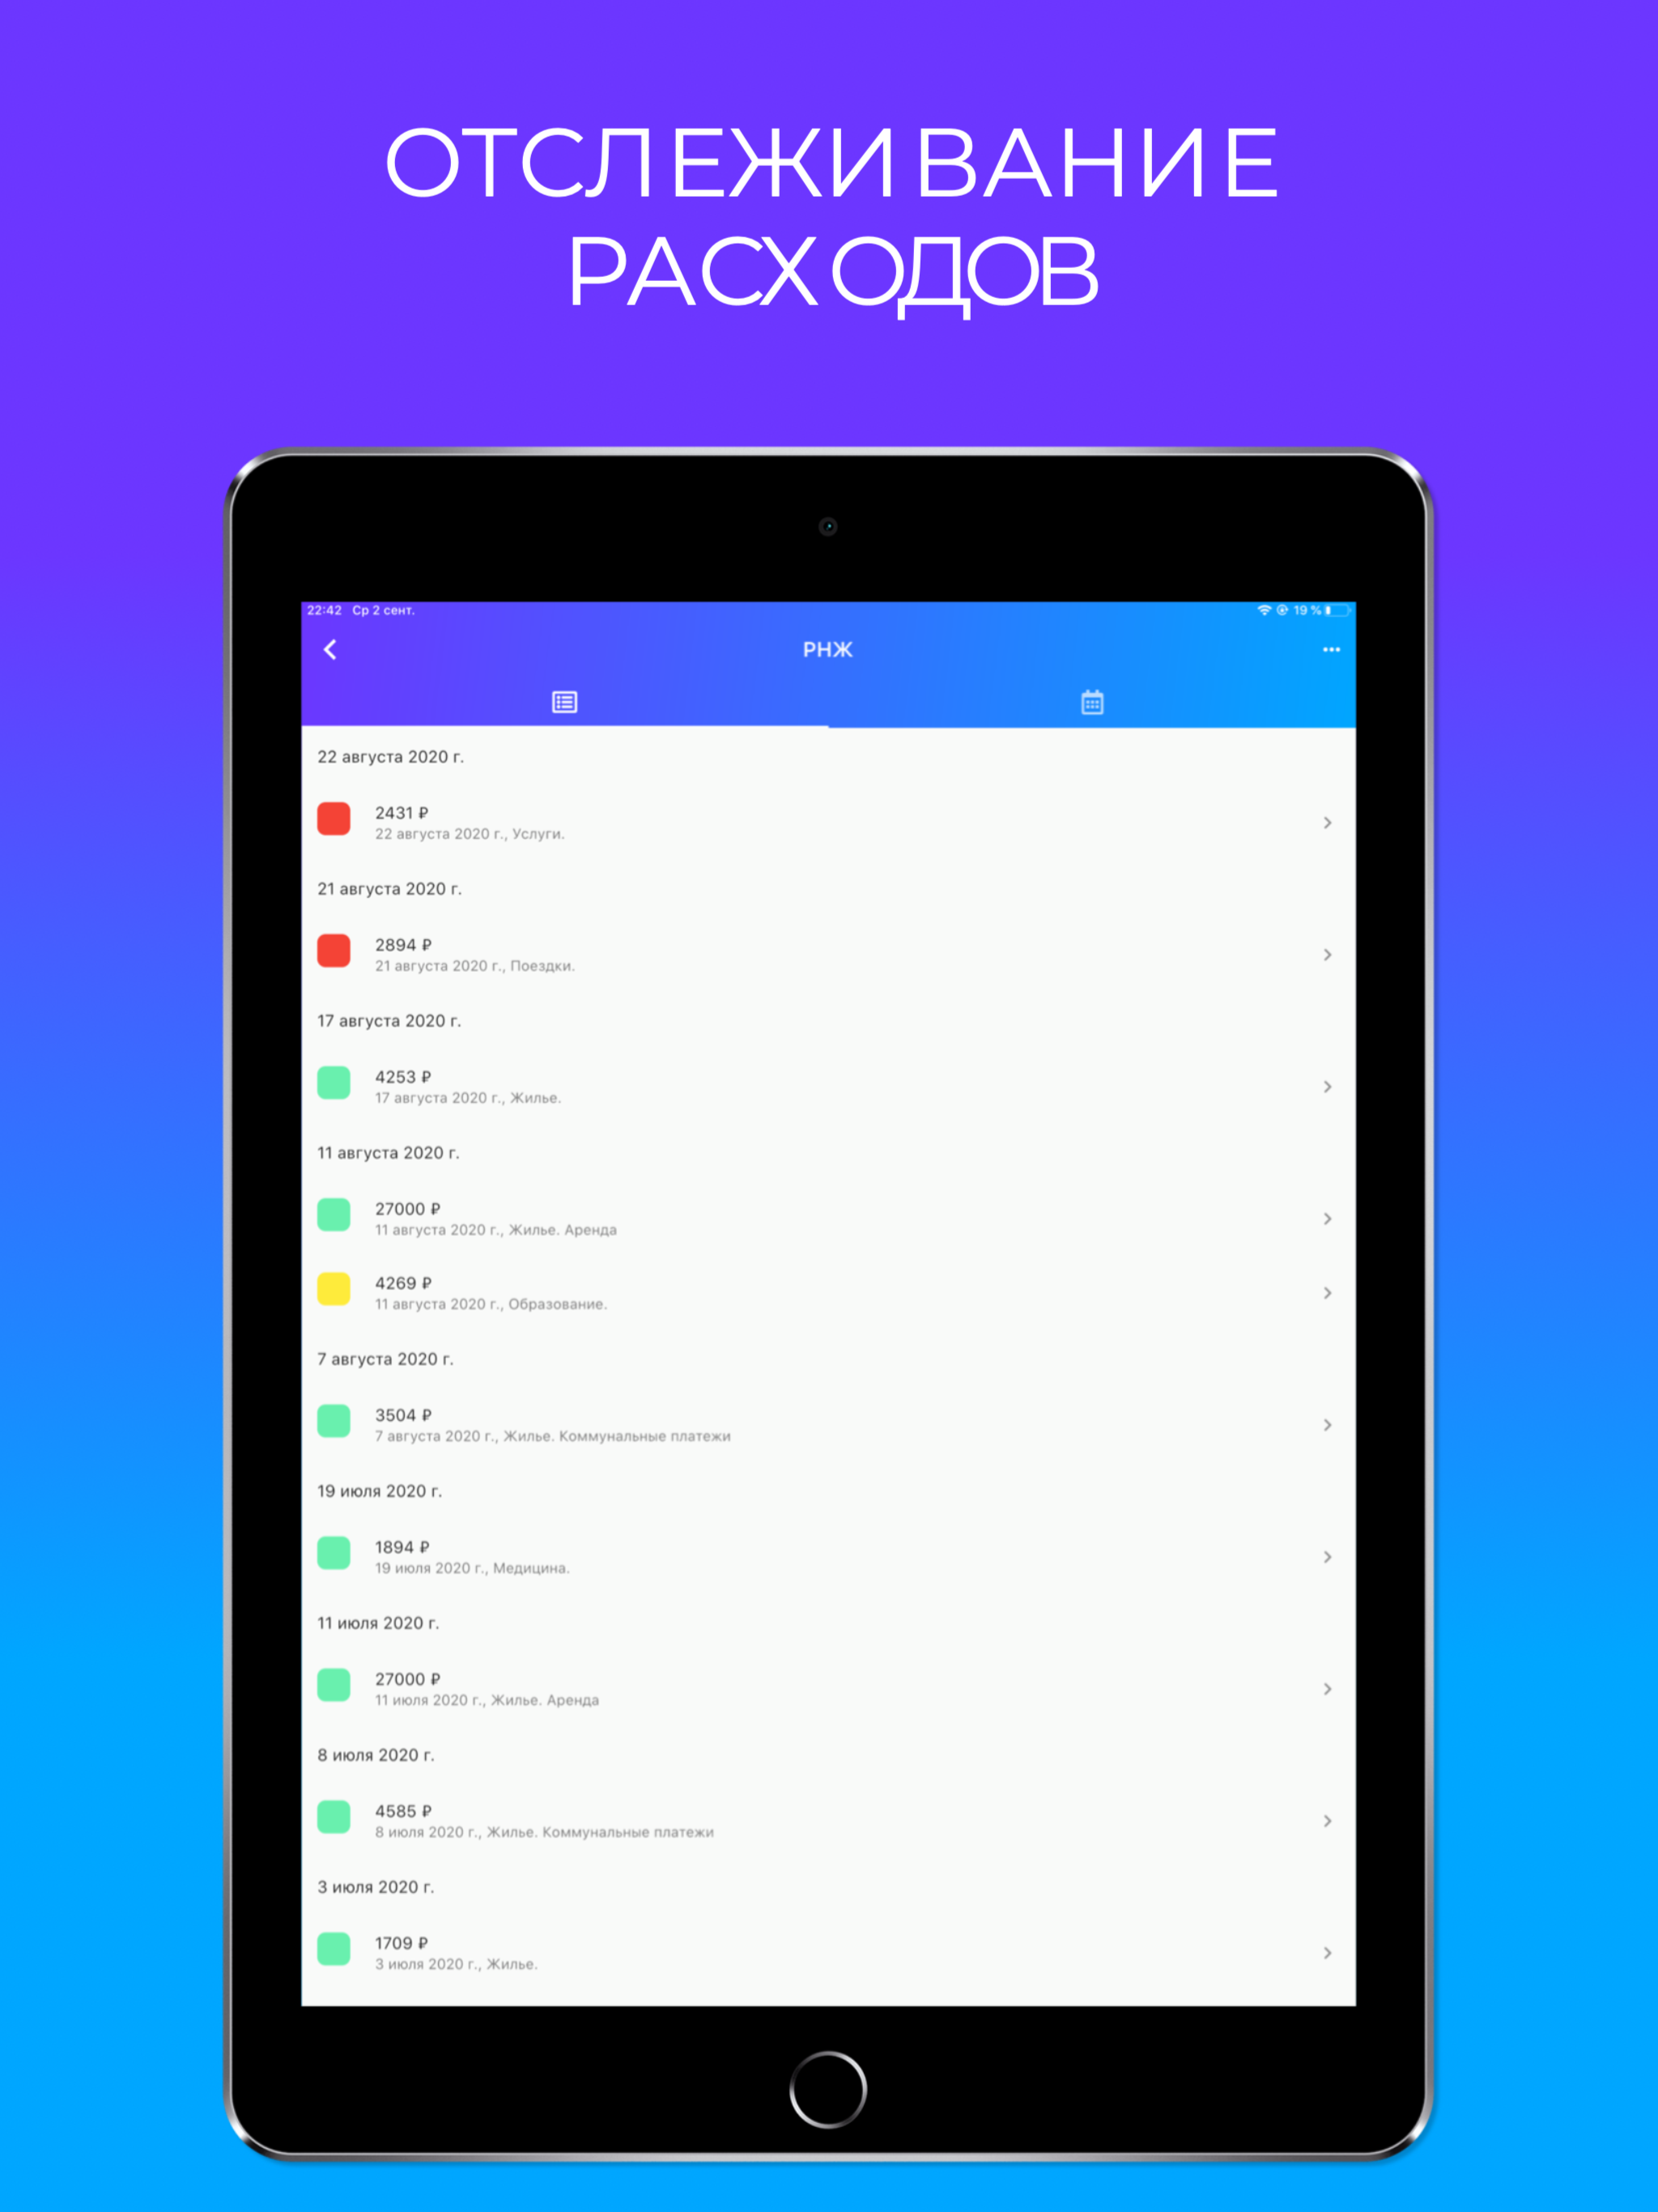 ОТСЛЕЖИВАНИЕ
РАСХОДОВ
22:42 Ср 2 сент. 19 %
РНЖ
22 августа 2020 г.
2431 ₽
22 августа 2020 г., Услуги.
21 августа 2020 г.
2894 ₽
21 августа 2020 г., Поездки.
17 августа 2020 г.
4253 ₽
17 августа 2020 г., Жилье.
11 августа 2020 г.
27000 ₽
11 августа 2020 г., Жилье. Аренда
4269 ₽
11 августа 2020 г., Образование.
7 августа 2020 г.
3504 ₽
7 августа 2020 г., Жилье. Коммунальные платежи
19 июля 2020 г.
1894 ₽
19 июля 2020 г., Медицина.
11 июля 2020 г.
27000 ₽
11 июля 2020 г., Жилье. Аренда
8 июля 2020 г.
4585 ₽
8 июля 2020 г., Жилье. Коммунальные платежи
3 июля 2020 г.
1709 ₽
3 июля 2020 г., Жилье.